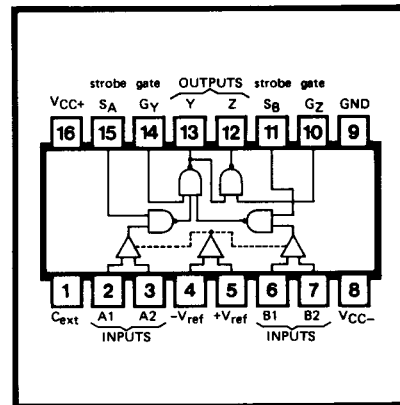 strobe gate OUTPUTS strobe gate
VCC+ SA GY Y Z SB GZ GND
16 15 14 13 12 11 10 9
1 2 3 4 5 6 7 8
Cext A1 A2 -Vref +Vref B1 B2 VCC-
INPUTS INPUTS